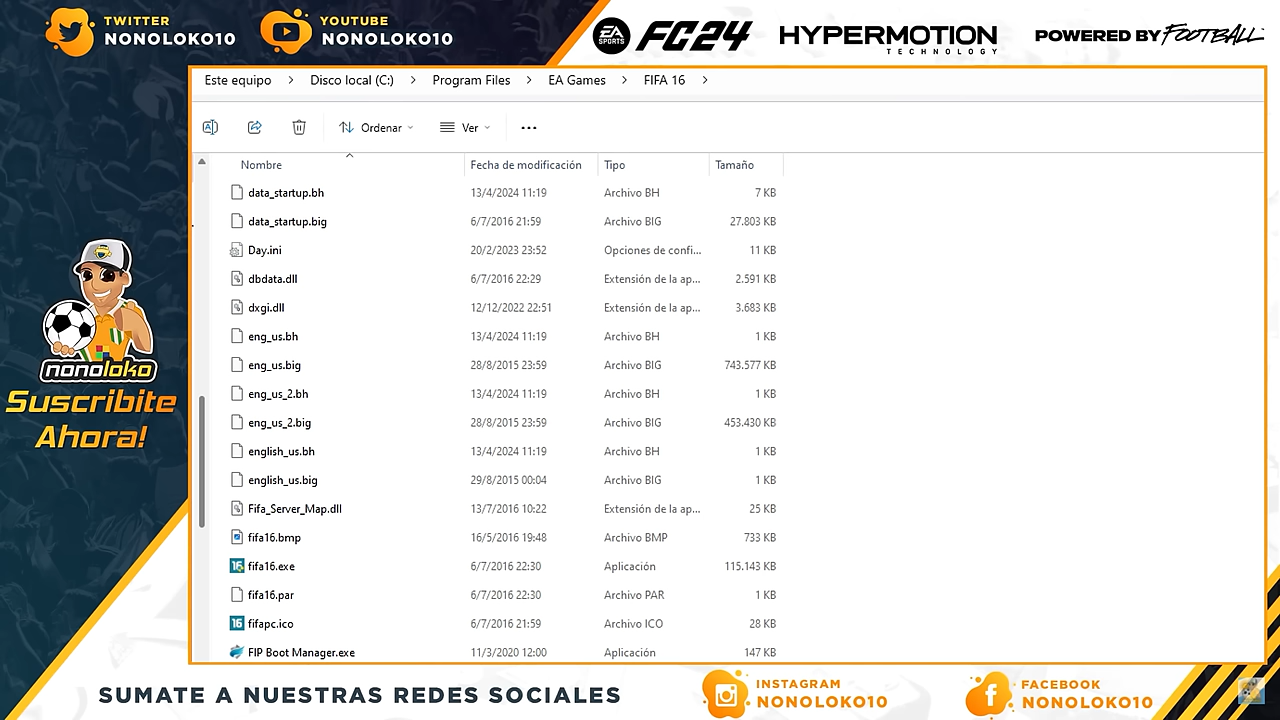 TWITTER
NONOLOKO10
YOUTUBE
NONOLOKO10
EA SPORTS FC24
HYPERMOTION
TECHNOLOGY
POWERED BY FOOTBALL
Este equipo > Disco local (C:) > Program Files > EA Games > FIFA 16 >
Ordenar Ver ...
Nombre Fecha de modificación Tipo Tamaño
data_startup.bh 13/4/2024 11:19 Archivo BH 7 KB
data_startup.big 6/7/2016 21:59 Archivo BIG 27.803 KB
Day.ini 20/2/2023 23:52 Opciones de confi... 11 KB
dbdata.dll 6/7/2016 22:29 Extensión de la ap... 2.591 KB
dxgi.dll 12/12/2022 22:51 Extensión de la ap... 3.683 KB
eng_us.bh 13/4/2024 11:19 Archivo BH 1 KB
eng_us.big 28/8/2015 23:59 Archivo BIG 743.577 KB
eng_us_2.bh 13/4/2024 11:19 Archivo BH 1 KB
eng_us_2.big 28/8/2015 23:59 Archivo BIG 453.430 KB
english_us.bh 13/4/2024 11:19 Archivo BH 1 KB
english_us.big 29/8/2015 00:04 Archivo BIG 1 KB
Fifa_Server_Map.dll 13/7/2016 10:22 Extensión de la ap... 25 KB
fifa16.bmp 16/5/2016 19:48 Archivo BMP 733 KB
fifa16.exe 6/7/2016 22:30 Aplicación 115.143 KB
fifa16.par 6/7/2016 22:30 Archivo PAR 1 KB
fifapc.ico 6/7/2016 21:59 Archivo ICO 28 KB
FIP Boot Manager.exe 11/3/2020 12:00 Aplicación 147 KB
nonoloko
Suscribite
Ahora!
SUMATE A NUESTRAS REDES SOCIALES
INSTAGRAM
NONOLOKO10
FACEBOOK
NONOLOKO10